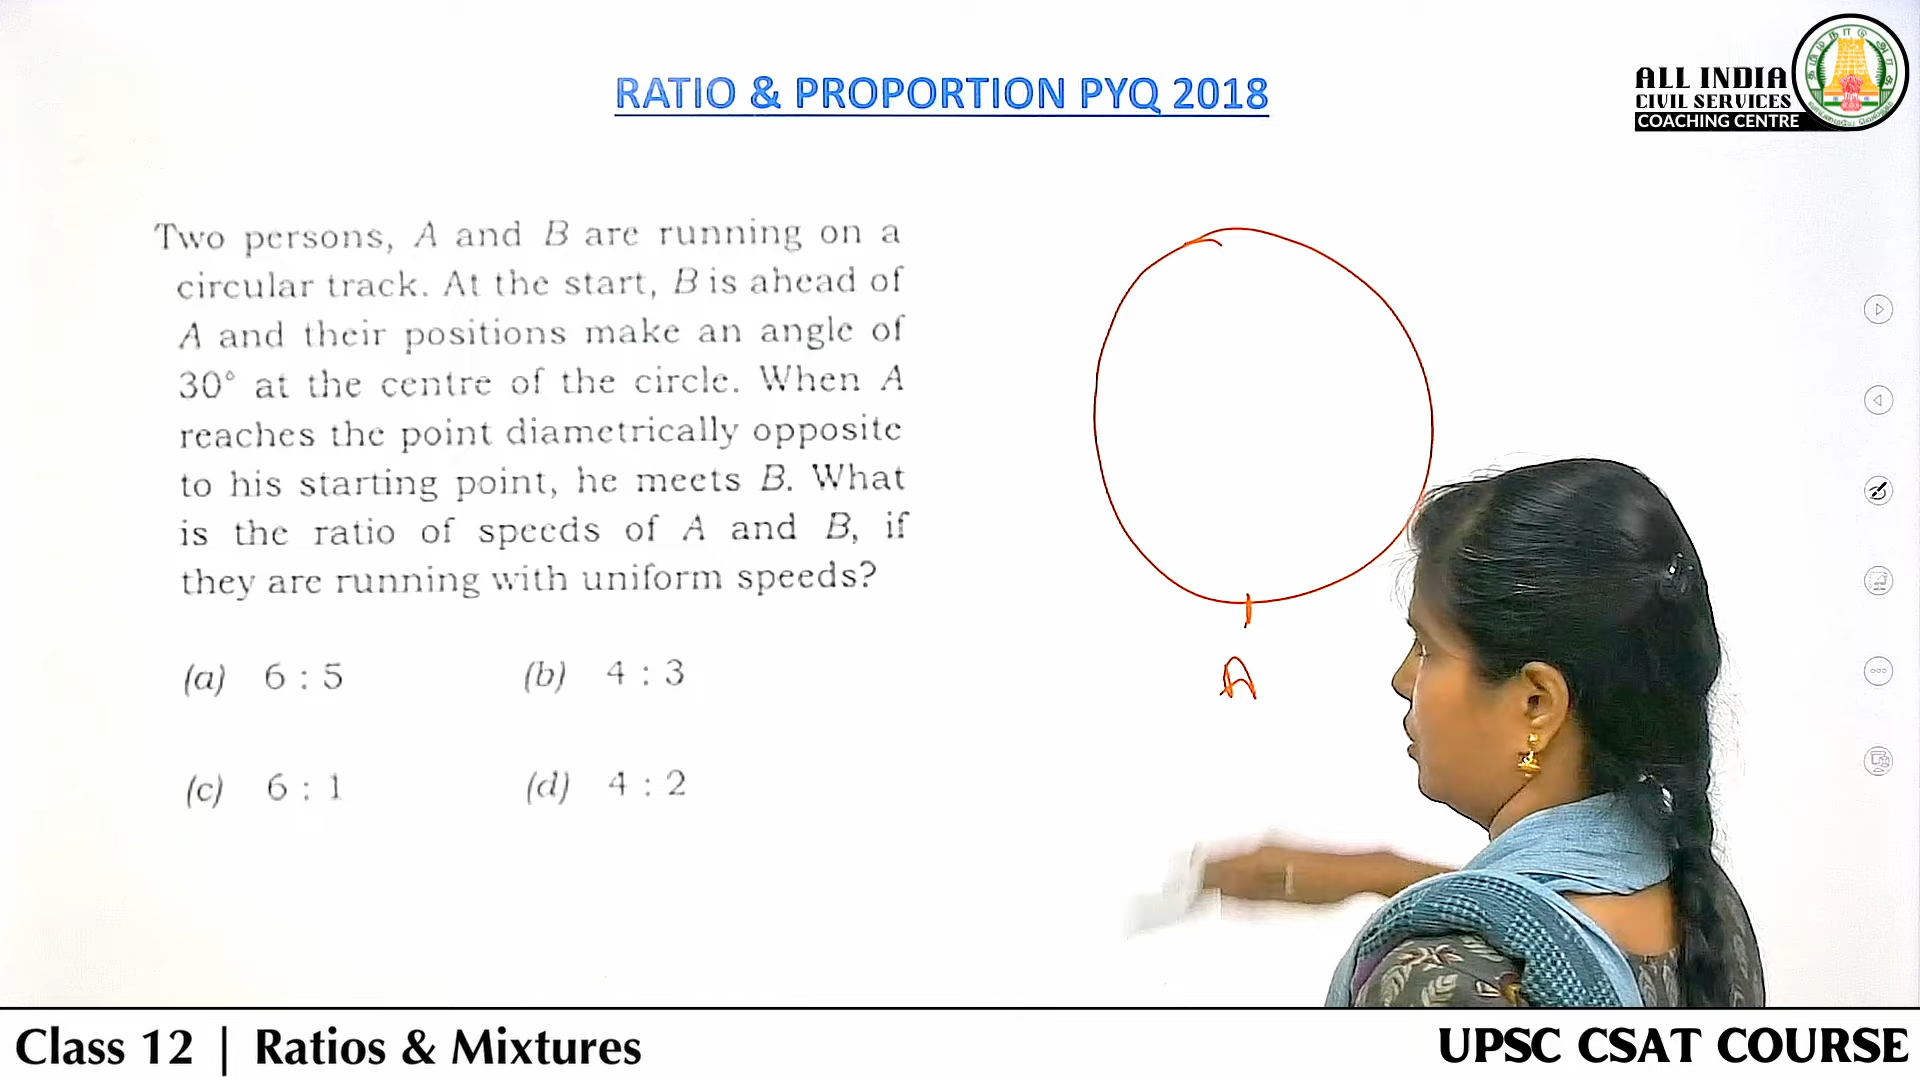 RATIO & PROPORTION PYQ 2018
ALL INDIA
CIVIL SERVICES
COACHING CENTRE
Two persons, A and B are running on a
circular track. At the start, B is ahead of
A and their positions make an angle of
30° at the centre of the circle. When A
reaches the point diametrically opposite
to his starting point, he meets B. What
is the ratio of speeds of A and B, if
they are running with uniform speeds?
(a) 6 : 5 (b) 4 : 3
(c) 6 : 1 (d) 4 : 2
A
Class 12 | Ratios & Mixtures
UPSC CSAT COURSE